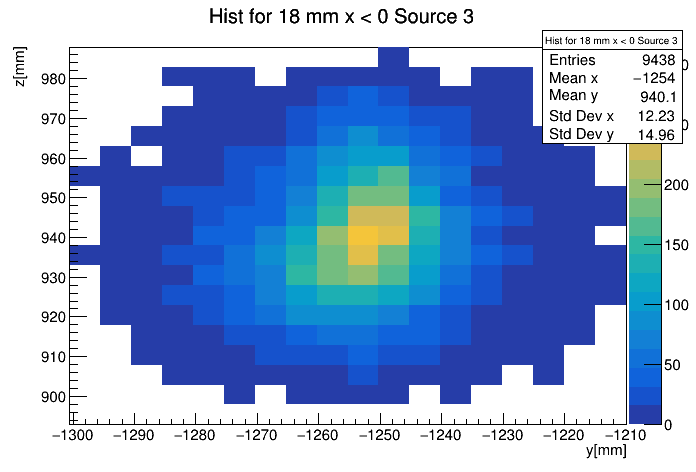 Hist for 18 mm x < 0 Source 3
Hist for 18 mm x < 0 Source 3
Entries 9438
Mean x −1254
Mean y 940.1
Std Dev x 12.23
Std Dev y 14.96
z[mm]
980
970
960
950
940
930
920
910
900
−1300 −1290 −1280 −1270 −1260 −1250 −1240 −1230 −1220 −1210
y[mm]
200
150
100
50
0